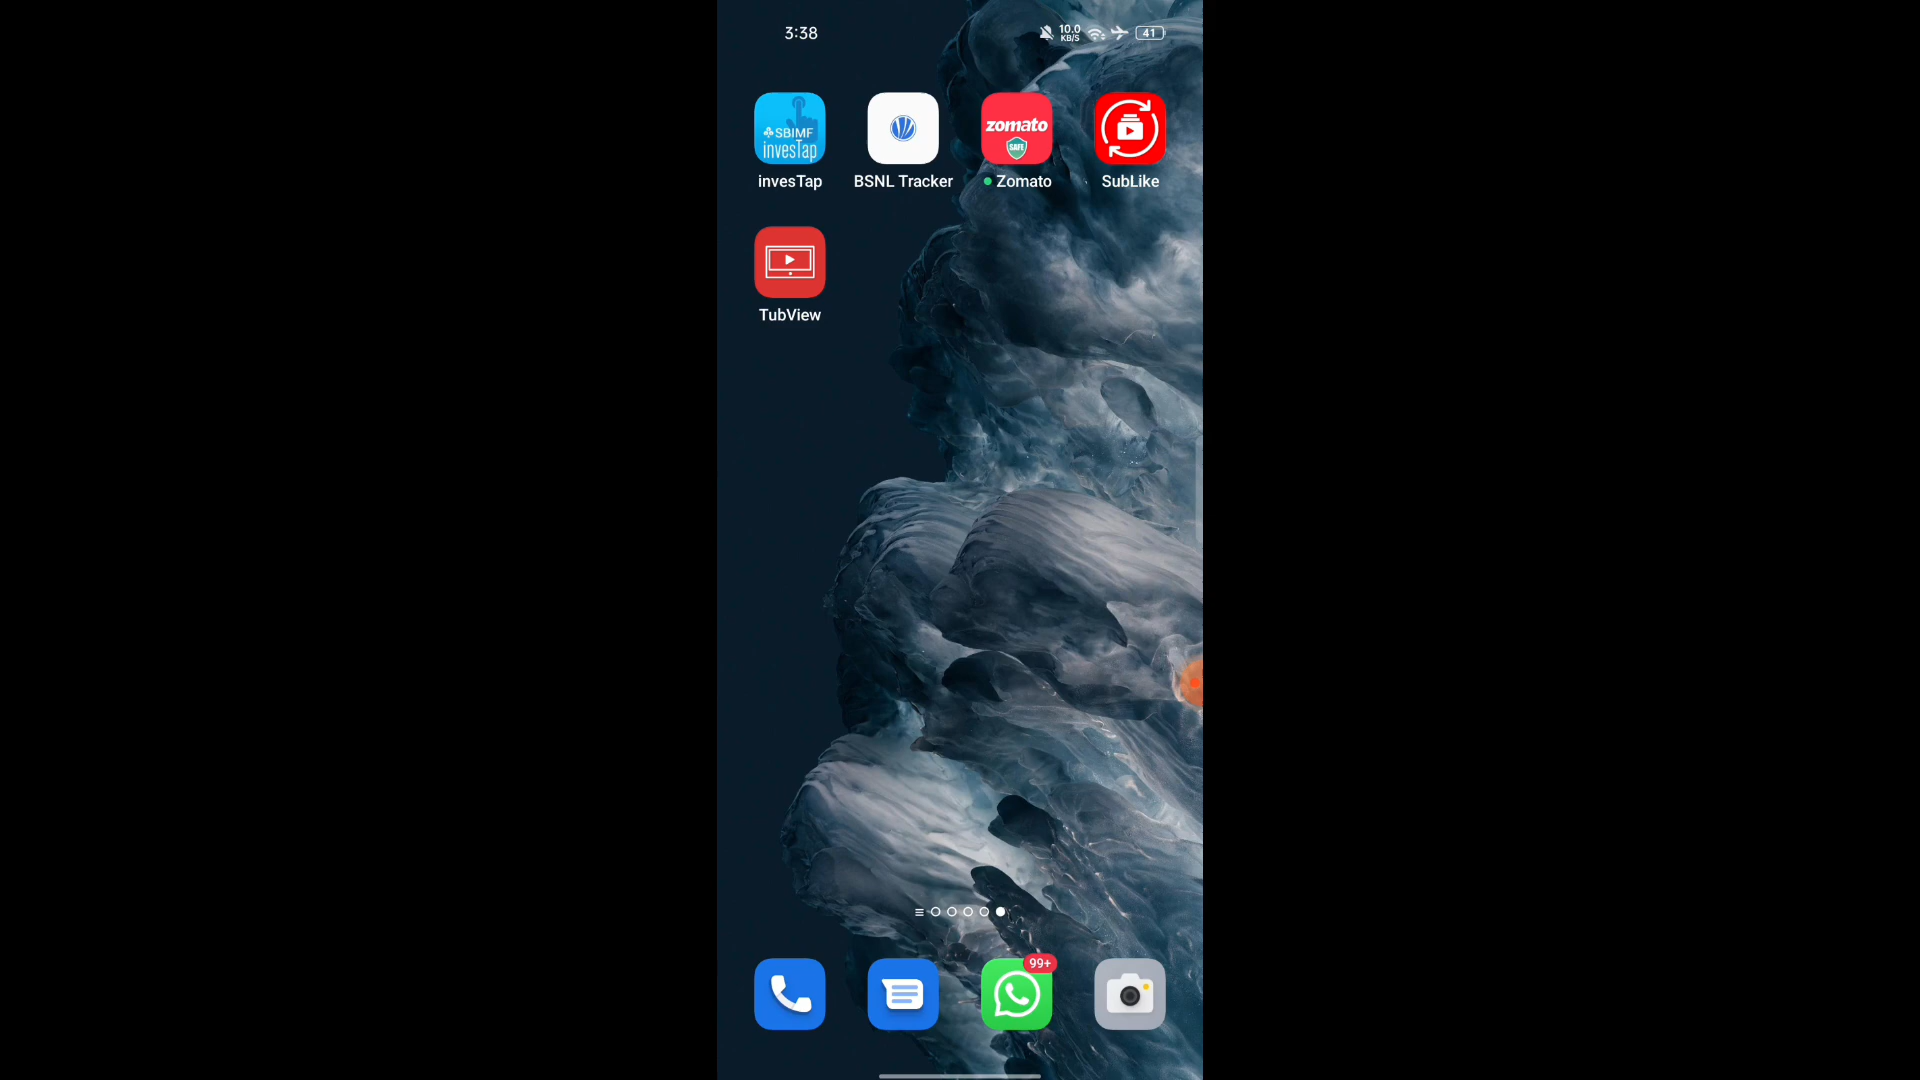 3:38
10.0
KB/S
41
SBIMF
invesTap
zomato
SAFE
invesTap
BSNL Tracker
Zomato
SubLike
TubView
99+